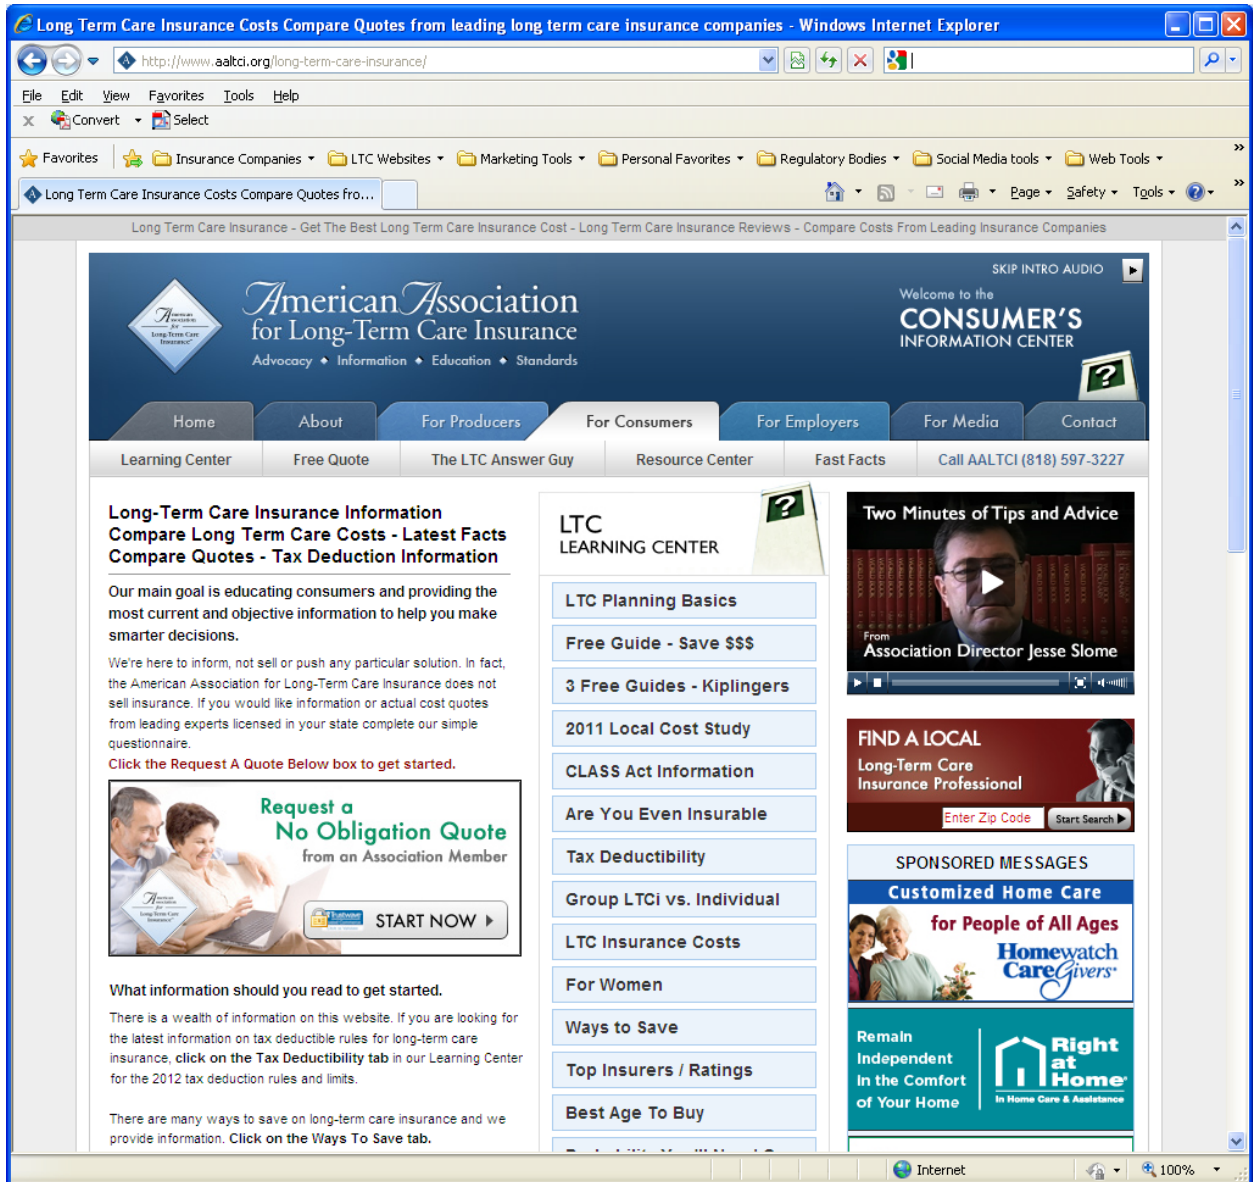 Long Term Care Insurance Costs Compare Quotes from leading long term care insurance companies - Windows Internet Explorer
http://www.aaltci.org/long-term-care-insurance/
File Edit View Favorites Tools Help
x Convert Select
Favorites Insurance Companies LTC Websites Marketing Tools Personal Favorites Regulatory Bodies Social Media tools Web Tools »
Long Term Care Insurance Costs Compare Quotes fro... Page Safety Tools »
Long Term Care Insurance - Get The Best Long Term Care Insurance Cost - Long Term Care Insurance Reviews - Compare Costs From Leading Insurance Companies
SKIP INTRO AUDIO
American Association
for Long-Term Care Insurance
Advocacy ♦ Information ♦ Education ♦ Standards
American
Association
for
Long-Term Care
Insurance
Welcome to the
CONSUMER'S
INFORMATION CENTER
?
Home About For Producers For Consumers For Employers For Media Contact
Learning Center Free Quote The LTC Answer Guy Resource Center Fast Facts Call AALTCI (818) 597-3227
Long-Term Care Insurance Information
Compare Long Term Care Costs - Latest Facts
Compare Quotes - Tax Deduction Information
Our main goal is educating consumers and providing the
most current and objective information to help you make
smarter decisions.
We're here to inform, not sell or push any particular solution. In fact,
the American Association for Long-Term Care Insurance does not
sell insurance. If you would like information or actual cost quotes
from leading experts licensed in your state complete our simple
questionnaire.
Click the Request A Quote Below box to get started.
Request a
No Obligation Quote
from an Association Member
American
Association
for
Long-Term Care
Insurance
Trustwave
START NOW
What information should you read to get started.
There is a wealth of information on this website. If you are looking for
the latest information on tax deductible rules for long-term care
insurance, click on the Tax Deductibility tab in our Learning Center
for the 2012 tax deduction rules and limits.
There are many ways to save on long-term care insurance and we
provide information. Click on the Ways To Save tab.
LTC
LEARNING CENTER
?
LTC Planning Basics
Free Guide - Save $$$
3 Free Guides - Kiplingers
2011 Local Cost Study
CLASS Act Information
Are You Even Insurable
Tax Deductibility
Group LTCi vs. Individual
LTC Insurance Costs
For Women
Ways to Save
Top Insurers / Ratings
Best Age To Buy
Two Minutes of Tips and Advice
From
Association Director Jesse Slome
FIND A LOCAL
Long-Term Care
Insurance Professional
Enter Zip Code Start Search
SPONSORED MESSAGES
Customized Home Care
for People of All Ages
Homewatch
CareGivers
Remain
Independent
In the Comfort
of Your Home
Right
at
Home
In Home Care & Assistance
Internet 100%